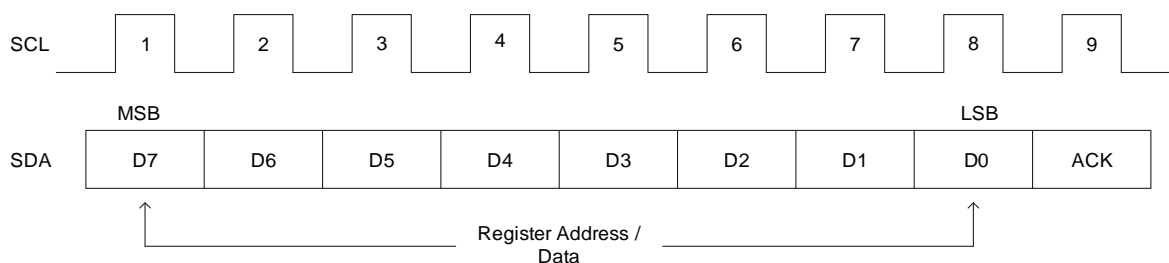 SCL 1 2 3 4 5 6 7 8 9
MSB LSB
SDA D7 D6 D5 D4 D3 D2 D1 D0 ACK
Register Address /
Data